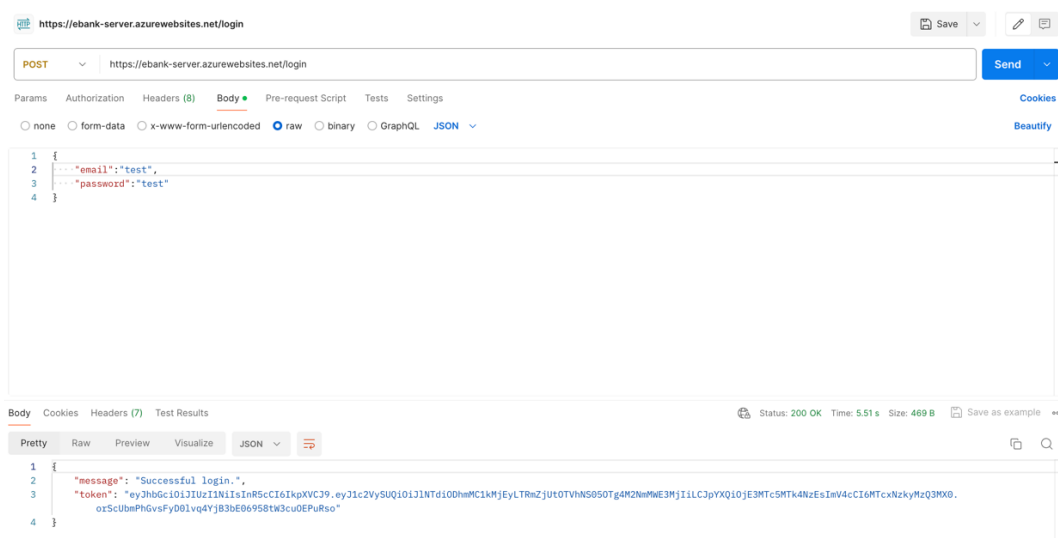 HTTP https://ebank-server.azurewebsites.net/login
Save
POST https://ebank-server.azurewebsites.net/login Send
Params Authorization Headers (8) Body Pre-request Script Tests Settings Cookies
none form-data x-www-form-urlencoded raw binary GraphQL JSON Beautify
1 {
2 "email":"test",
3 "password":"test"
4 }
Body Cookies Headers (7) Test Results Status: 200 OK Time: 5.51 s Size: 469 B Save as example
Pretty Raw Preview Visualize JSON
1 {
2 "message": "Successful login.",
3 "token": "eyJhbGciOiJIUzI1NiIsInR5cCI6IkpXVCJ9.eyJ1c2VySUQiOiJlNTdiODhmMC1kMjEyLTRmZjUtOTVhNS05OTg4M2NmMWE3MjIiLCJpYXQiOjE3MTc5MTk4NzEsImV4cCI6MTcxNzkyMzQ3MX0.
orScUbmPhGvsFyD0lvq4YjB3bE06958tW3cuOEPuRso"
4 }